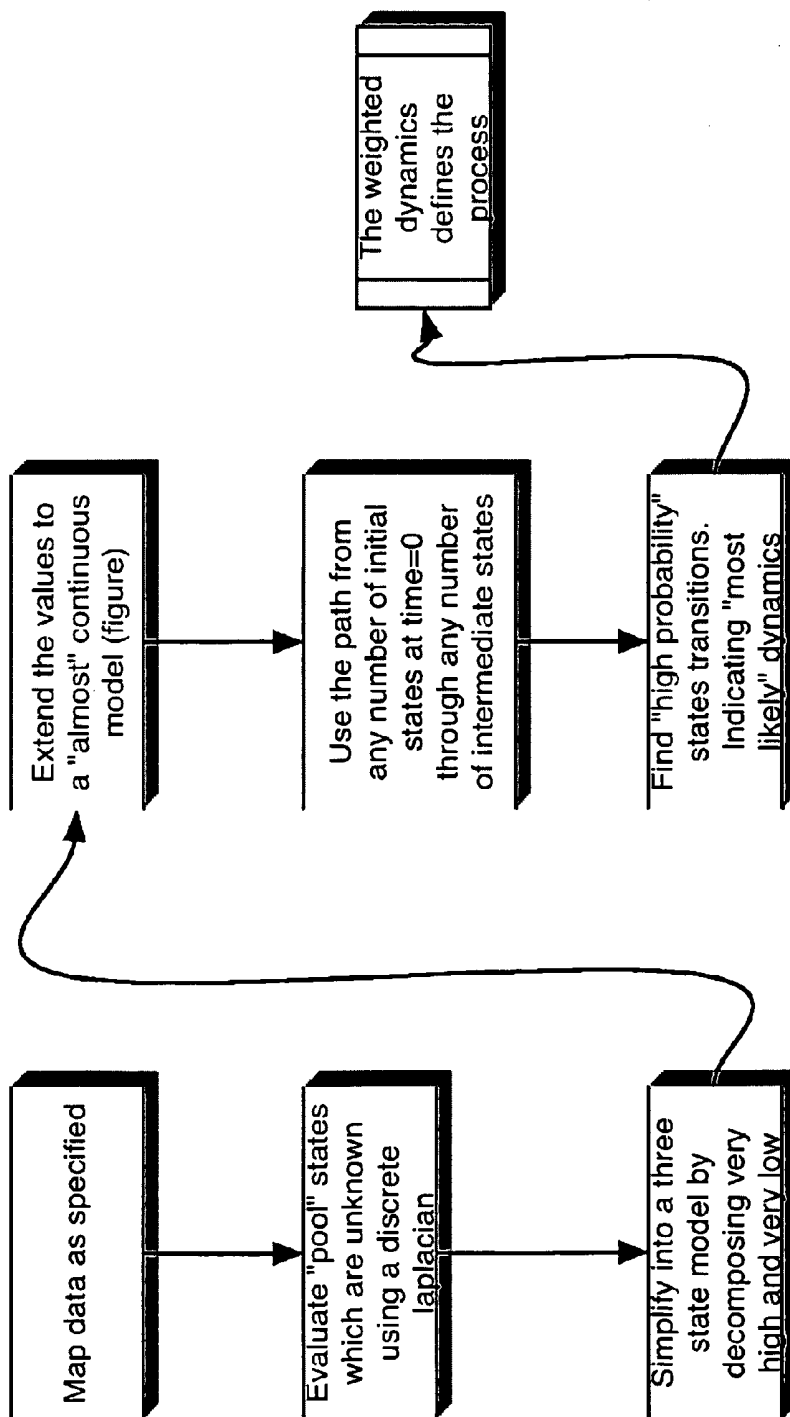 Map data as specified
Evaluate "pool" states
which are unknown
using a discrete
laplacian
Simplify into a three
state model by
decomposing very
high and very low
Extend the values to
a "almost" continuous
model (figure)
Use the path from
any number of initial
states at time=0
through any number
of intermediate states
Find "high probability"
states transitions.
Indicating "most
likely" dynamics
The weighted
dynamics
defines the
process